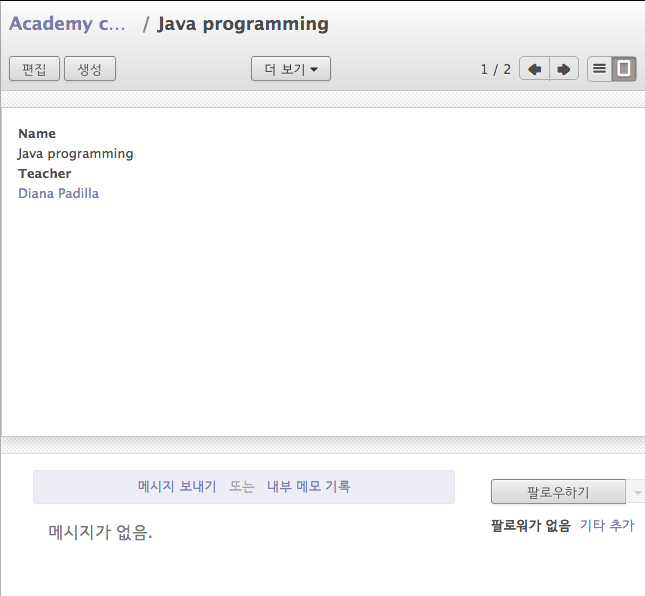 Academy c... / Java programming
편집 생성 더 보기 1 / 2
Name
Java programming
Teacher
Diana Padilla
메시지 보내기 또는 내부 메모 기록
메시지가 없음.
팔로우하기
팔로워가 없음 기타 추가